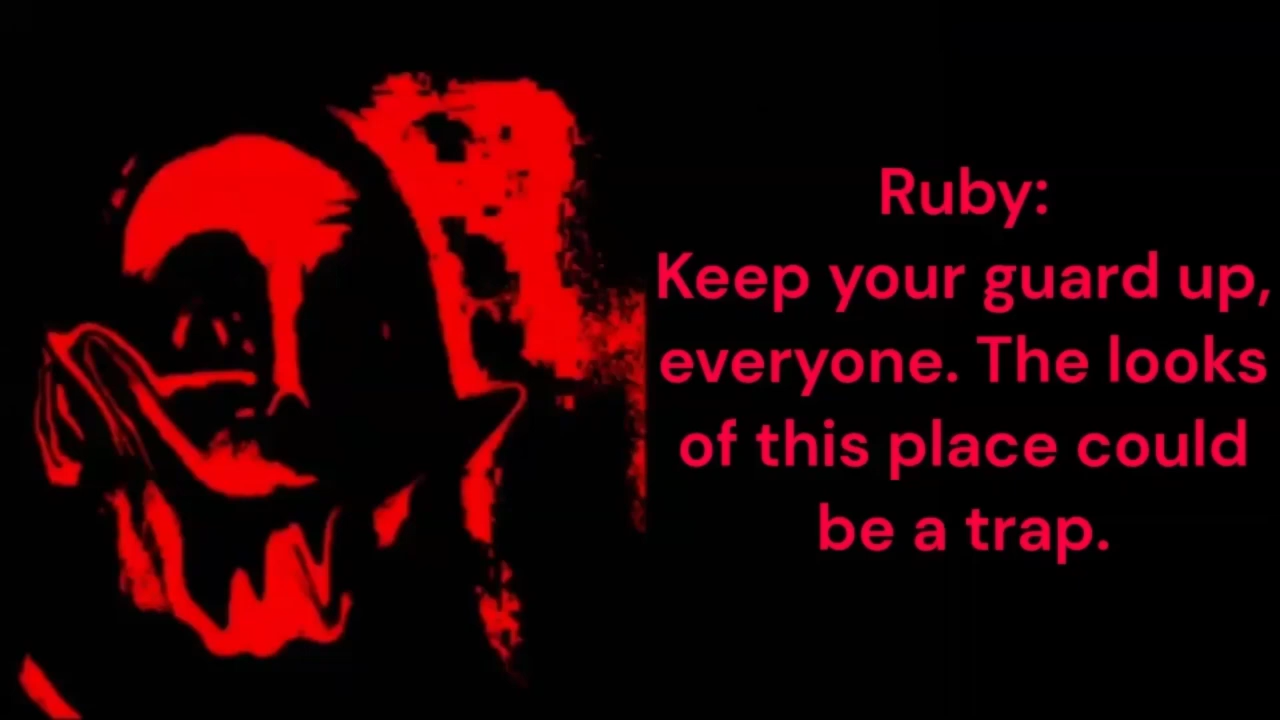 Ruby:
Keep your guard up,
everyone. The looks
of this place could
be a trap.